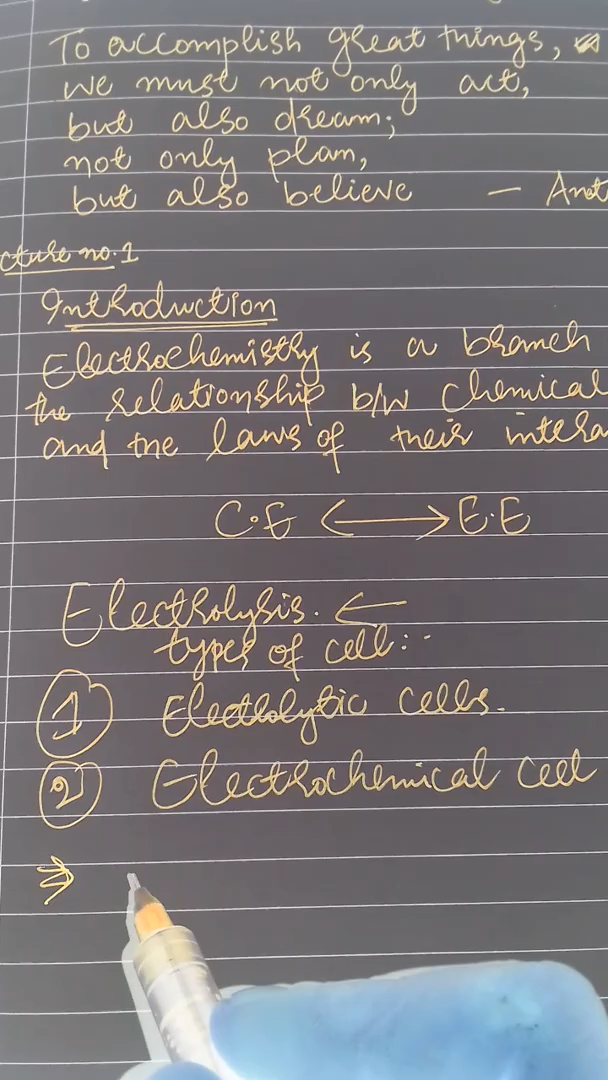 To accomplish great things,
we must not only act,
but also dream;
not only plan,
but also believe — Anat
cture no.1
Introduction
Electrochemistry is a branch
the relationship b/w chemical
and the laws of their intera
C.E ⟷ E.E
Electrolysis. ←
types of cell:-
① Electrolytic cells.
② Electrochemical cell
⇒